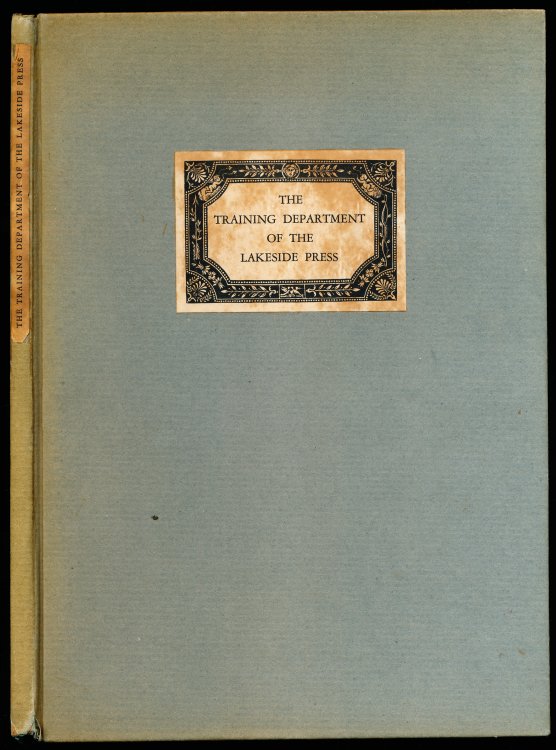 THE TRAINING DEPARTMENT OF THE LAKESIDE PRESS
THE
TRAINING DEPARTMENT
OF THE
LAKESIDE PRESS